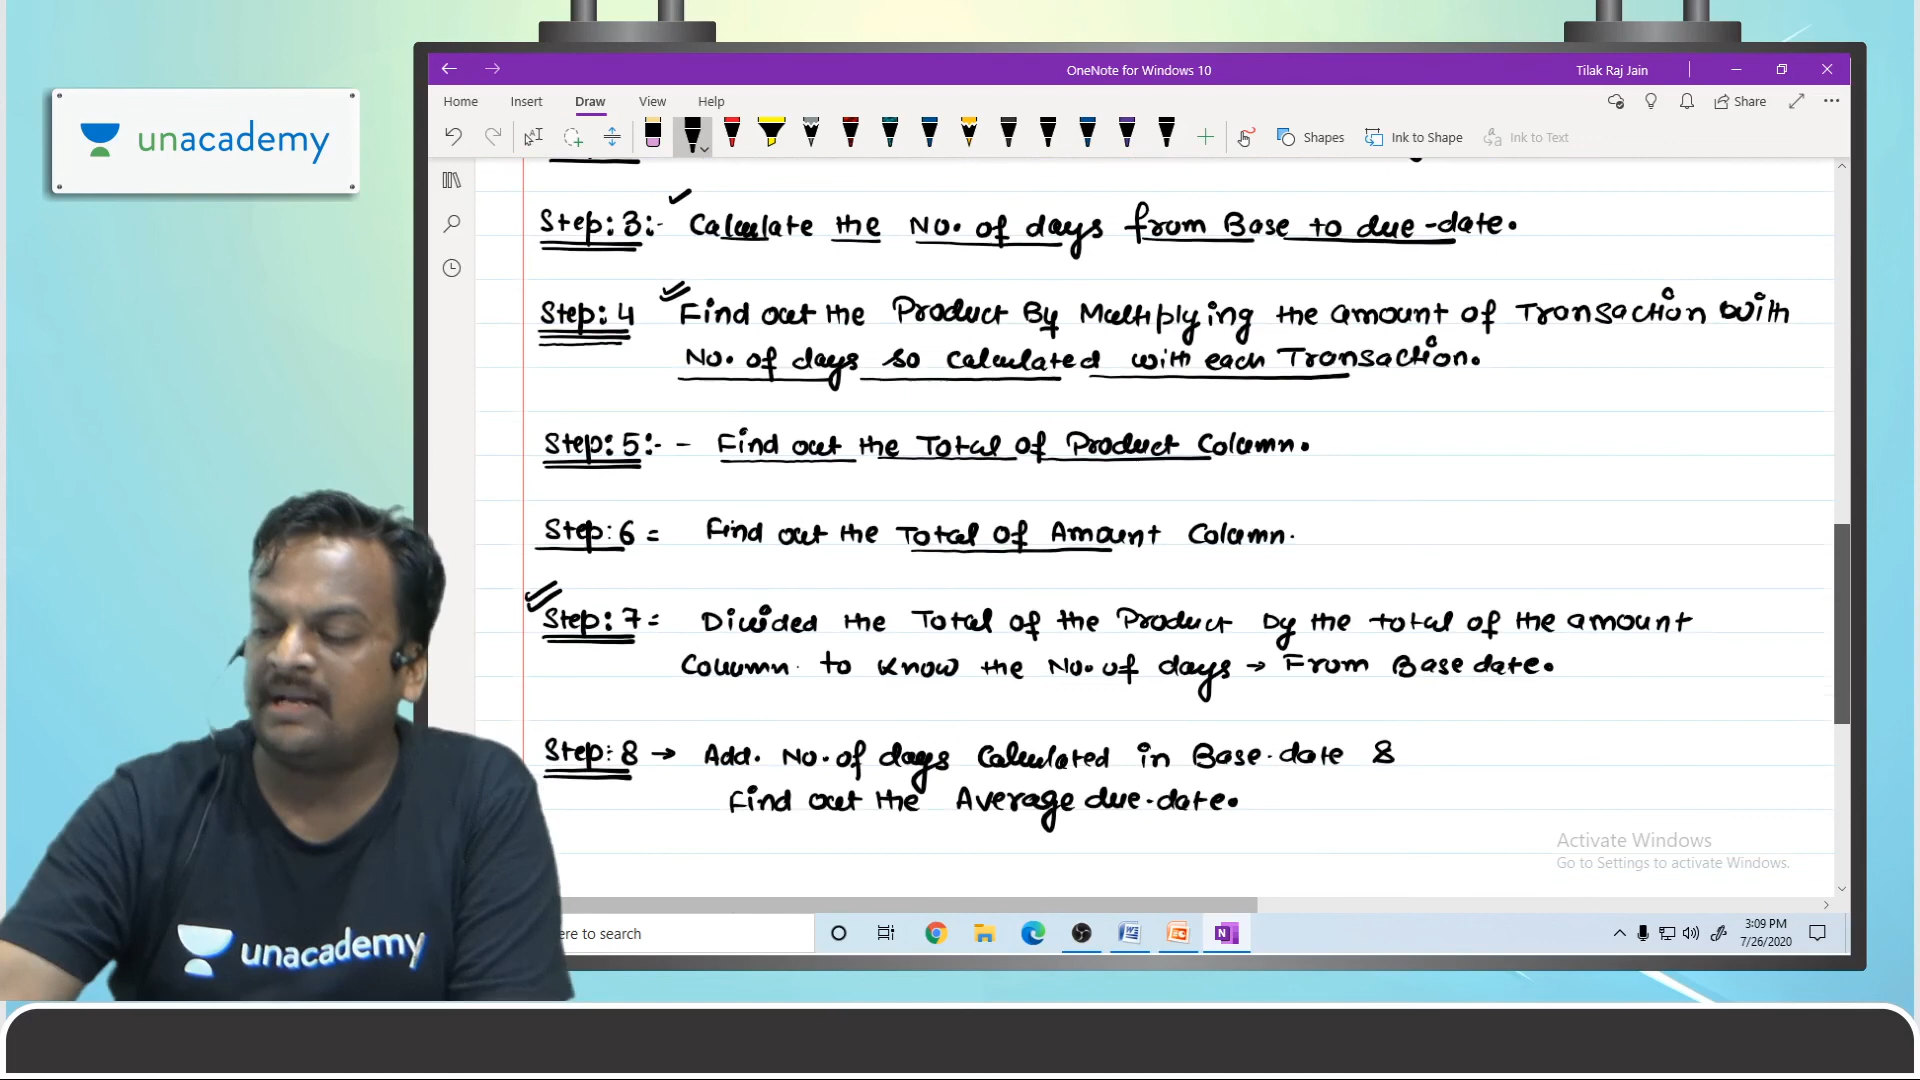 unacademy
OneNote for Windows 10
Tilak Raj Jain
Home Insert Draw View Help
Share
Shapes Ink to Shape Ink to Text
Step: 3:- Calculate the No. of days from Base to due-date.
Step: 4 Find out the Product By Multiplying the amount of Transaction with
No. of days so calculated with each Transaction.
Step: 5:- - Find out the Total of Product Column.
Step: 6 = Find out the Total of Amount Column.
Step: 7 = Divided the Total of the Product by the total of the amount
Column to know the No. of days → From Base date.
Step: 8 → Add. No. of days Calculated in Base-date &
Find out the Average due-date.
Activate Windows
Go to Settings to activate Windows.
ere to search
3:09 PM
7/26/2020
unacademy